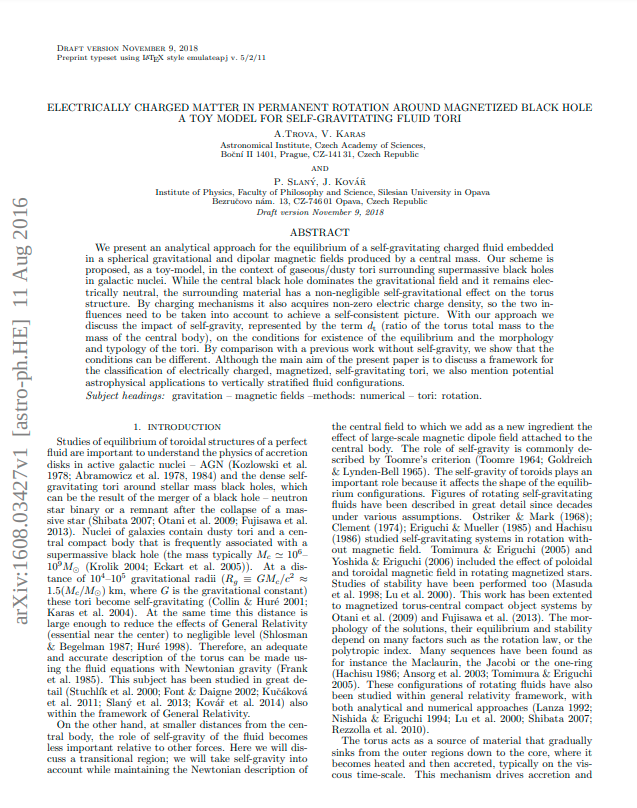 DRAFT VERSION NOVEMBER 9, 2018
Preprint typeset using LATEX style emulateapj v. 5/2/11
ELECTRICALLY CHARGED MATTER IN PERMANENT ROTATION AROUND MAGNETIZED BLACK HOLE
A TOY MODEL FOR SELF-GRAVITATING FLUID TORI
A.TROVA, V. KARAS
Astronomical Institute, Czech Academy of Sciences,
Boční II 1401, Prague, CZ-141 31, Czech Republic
AND
P. SLANÝ, J. KOVÁŘ
Institute of Physics, Faculty of Philosophy and Science, Silesian University in Opava
Bezručovo nám. 13, CZ-746 01 Opava, Czech Republic
Draft version November 9, 2018
ABSTRACT
We present an analytical approach for the equilibrium of a self-gravitating charged fluid embedded
in a spherical gravitational and dipolar magnetic fields produced by a central mass. Our scheme is
proposed, as a toy-model, in the context of gaseous/dusty tori surrounding supermassive black holes
in galactic nuclei. While the central black hole dominates the gravitational field and it remains elec-
trically neutral, the surrounding material has a non-negligible self-gravitational effect on the torus
structure. By charging mechanisms it also acquires non-zero electric charge density, so the two in-
fluences need to be taken into account to achieve a self-consistent picture. With our approach we
discuss the impact of self-gravity, represented by the term dt (ratio of the torus total mass to the
mass of the central body), on the conditions for existence of the equilibrium and the morphology
and typology of the tori. By comparison with a previous work without self-gravity, we show that the
conditions can be different. Although the main aim of the present paper is to discuss a framework for
the classification of electrically charged, magnetized, self-gravitating tori, we also mention potential
astrophysical applications to vertically stratified fluid configurations.
Subject headings: gravitation – magnetic fields –methods: numerical – tori: rotation.
1. INTRODUCTION
Studies of equilibrium of toroidal structures of a perfect
fluid are important to understand the physics of accretion
disks in active galactic nuclei – AGN (Kozlowski et al.
1978; Abramowicz et al. 1978, 1984) and the dense self-
gravitating tori around stellar mass black holes, which
can be the result of the merger of a black hole – neutron
star binary or a remnant after the collapse of a mas-
sive star (Shibata 2007; Otani et al. 2009; Fujisawa et al.
2013). Nuclei of galaxies contain dusty tori and a cen-
tral compact body that is frequently associated with a
supermassive black hole (the mass typically Mc ≃ 10⁶–
10⁹M⊙ (Krolik 2004; Eckart et al. 2005)). At a dis-
tance of 10⁴–10⁵ gravitational radii (Rg ≡ GMc/c² ≈
1.5(Mc/M⊙) km, where G is the gravitational constant)
these tori become self-gravitating (Collin & Huré 2001;
Karas et al. 2004). At the same time this distance is
large enough to reduce the effects of General Relativity
(essential near the center) to negligible level (Shlosman
& Begelman 1987; Huré 1998). Therefore, an adequate
and accurate description of the torus can be made us-
ing the fluid equations with Newtonian gravity (Frank
et al. 1985). This subject has been studied in great de-
tail (Stuchlík et al. 2000; Font & Daigne 2002; Kučáková
et al. 2011; Slaný et al. 2013; Kovář et al. 2014) also
within the framework of General Relativity.
On the other hand, at smaller distances from the cen-
tral body, the role of self-gravity of the fluid becomes
less important relative to other forces. Here we will dis-
cuss a transitional region; we will take self-gravity into
account while maintaining the Newtonian description of
the central field to which we add as a new ingredient the
effect of large-scale magnetic dipole field attached to the
central body. The role of self-gravity is commonly de-
scribed by Toomre's criterion (Toomre 1964; Goldreich
& Lynden-Bell 1965). The self-gravity of toroids plays an
important role because it affects the shape of the equilib-
rium configurations. Figures of rotating self-gravitating
fluids have been described in great detail since decades
under various assumptions. Ostriker & Mark (1968);
Clement (1974); Eriguchi & Mueller (1985) and Hachisu
(1986) studied self-gravitating systems in rotation with-
out magnetic field. Tomimura & Eriguchi (2005) and
Yoshida & Eriguchi (2006) included the effect of poloidal
and toroidal magnetic field in rotating magnetized stars.
Studies of stability have been performed too (Masuda
et al. 1998; Lu et al. 2000). This work has been extented
to magnetized torus-central compact object systems by
Otani et al. (2009) and Fujisawa et al. (2013). The mor-
phology of the solutions, their equilibrium and stability
depend on many factors such as the rotation law, or the
polytropic index. Many sequences have been found as
for instance the Maclaurin, the Jacobi or the one-ring
(Hachisu 1986; Ansorg et al. 2003; Tomimura & Eriguchi
2005). These configurations of rotating fluids have also
been studied within general relativity framework, with
both analytical and numerical approaches (Lanza 1992;
Nishida & Eriguchi 1994; Lu et al. 2000; Shibata 2007;
Rezzolla et al. 2010).
The torus acts as a source of material that gradually
sinks from the outer regions down to the core, where it
becomes heated and then accreted, typically on the vis-
cous time-scale. This mechanism drives accretion and
arXiv:1608.03427v1 [astro-ph.HE] 11 Aug 2016